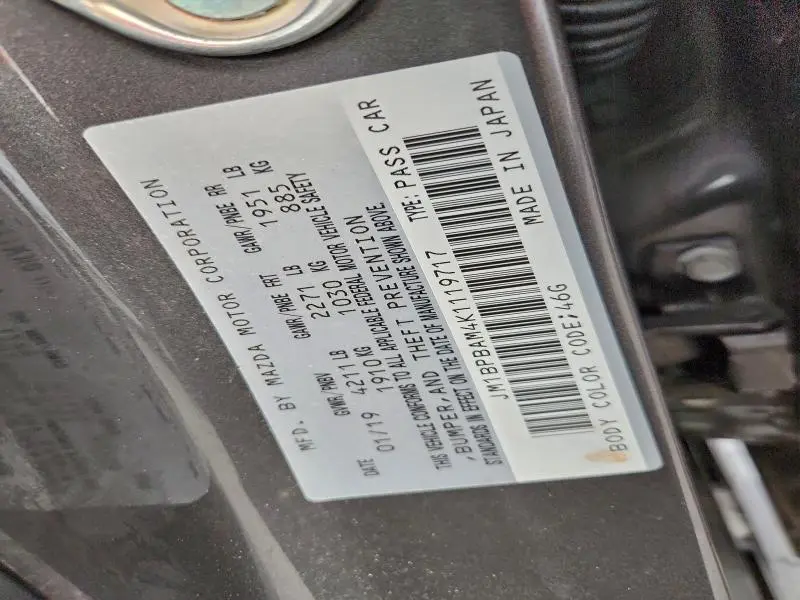 MFD. BY MAZDA MOTOR CORPORATION
DATE GVWR/PNBV GAWR/PNBE FRT GAWR/PNBE RR
01/19 4211 LB 2271 LB 1951 LB
1910 KG 1030 KG 885 KG
THIS VEHICLE CONFORMS TO ALL APPLICABLE FEDERAL MOTOR VEHICLE SAFETY
, BUMPER, AND THEFT PREVENTION
STANDARDS IN EFFECT ON THE DATE OF MANUFACTURE SHOWN ABOVE
JM1BPBAM4K1119717 TYPE: PASS CAR
BODY COLOR CODE; 46G MADE IN JAPAN